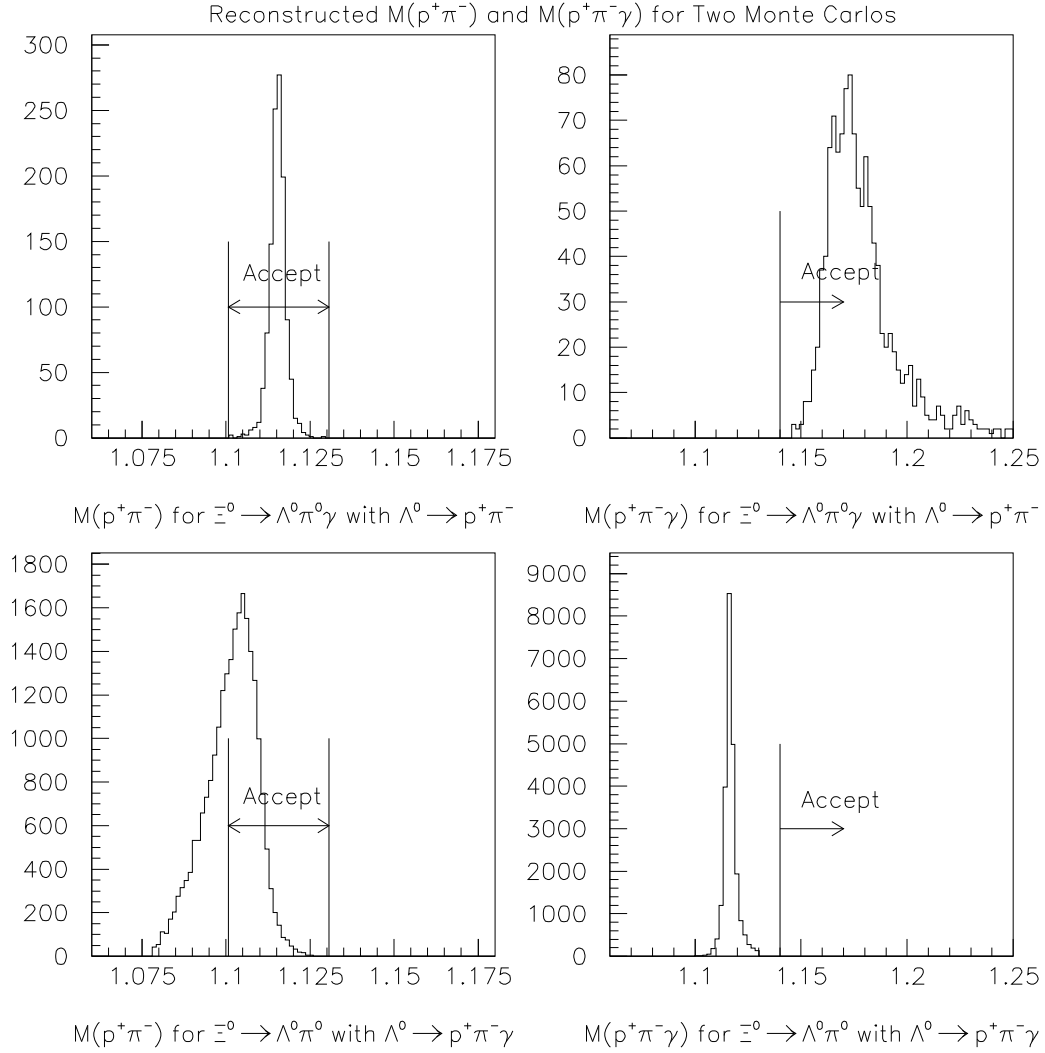 Reconstructed M(p⁺π⁻) and M(p⁺π⁻γ) for Two Monte Carlos
300
250
200
150
100
50
0
Accept
1.075 1.1 1.125 1.15 1.175
M(p⁺π⁻) for Ξ⁰ → Λ⁰π⁰γ with Λ⁰ → p⁺π⁻
80
70
60
50
40
30
20
10
0
Accept
1.1 1.15 1.2 1.25
M(p⁺π⁻γ) for Ξ⁰ → Λ⁰π⁰γ with Λ⁰ → p⁺π⁻
1800
1600
1400
1200
1000
800
600
400
200
0
Accept
1.075 1.1 1.125 1.15 1.175
M(p⁺π⁻) for Ξ⁰ → Λ⁰π⁰ with Λ⁰ → p⁺π⁻γ
9000
8000
7000
6000
5000
4000
3000
2000
1000
0
Accept
1.1 1.15 1.2 1.25
M(p⁺π⁻γ) for Ξ⁰ → Λ⁰π⁰ with Λ⁰ → p⁺π⁻γ